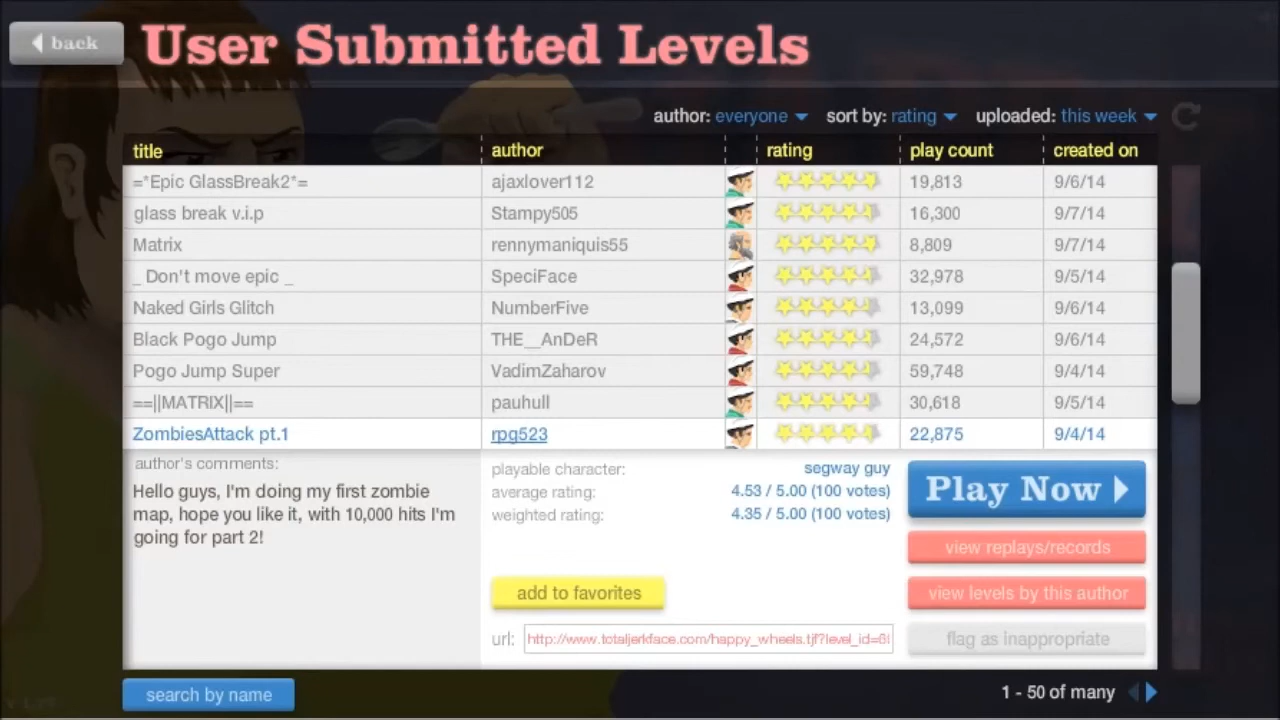 back
User Submitted Levels
author: everyone sort by: rating uploaded: this week
title author rating play count created on
=*Epic GlassBreak2*= ajaxlover112 19,813 9/6/14
glass break v.i.p Stampy505 16,300 9/7/14
Matrix rennymaniquis55 8,809 9/7/14
_ Don't move epic _ SpeciFace 32,978 9/5/14
Naked Girls Glitch NumberFive 13,099 9/6/14
Black Pogo Jump THE__AnDeR 24,572 9/6/14
Pogo Jump Super VadimZaharov 59,748 9/4/14
==||MATRIX||== pauhull 30,618 9/5/14
ZombiesAttack pt.1 rpg523 22,875 9/4/14
author's comments:
Hello guys, I'm doing my first zombie
map, hope you like it, with 10,000 hits I'm
going for part 2!
playable character: segway guy
average rating: 4.53 / 5.00 (100 votes)
weighted rating: 4.35 / 5.00 (100 votes)
add to favorites
url: http://www.totaljerkface.com/happy_wheels.tjf?level_id=6
Play Now
view replays/records
view levels by this author
flag as inappropriate
search by name
1 - 50 of many